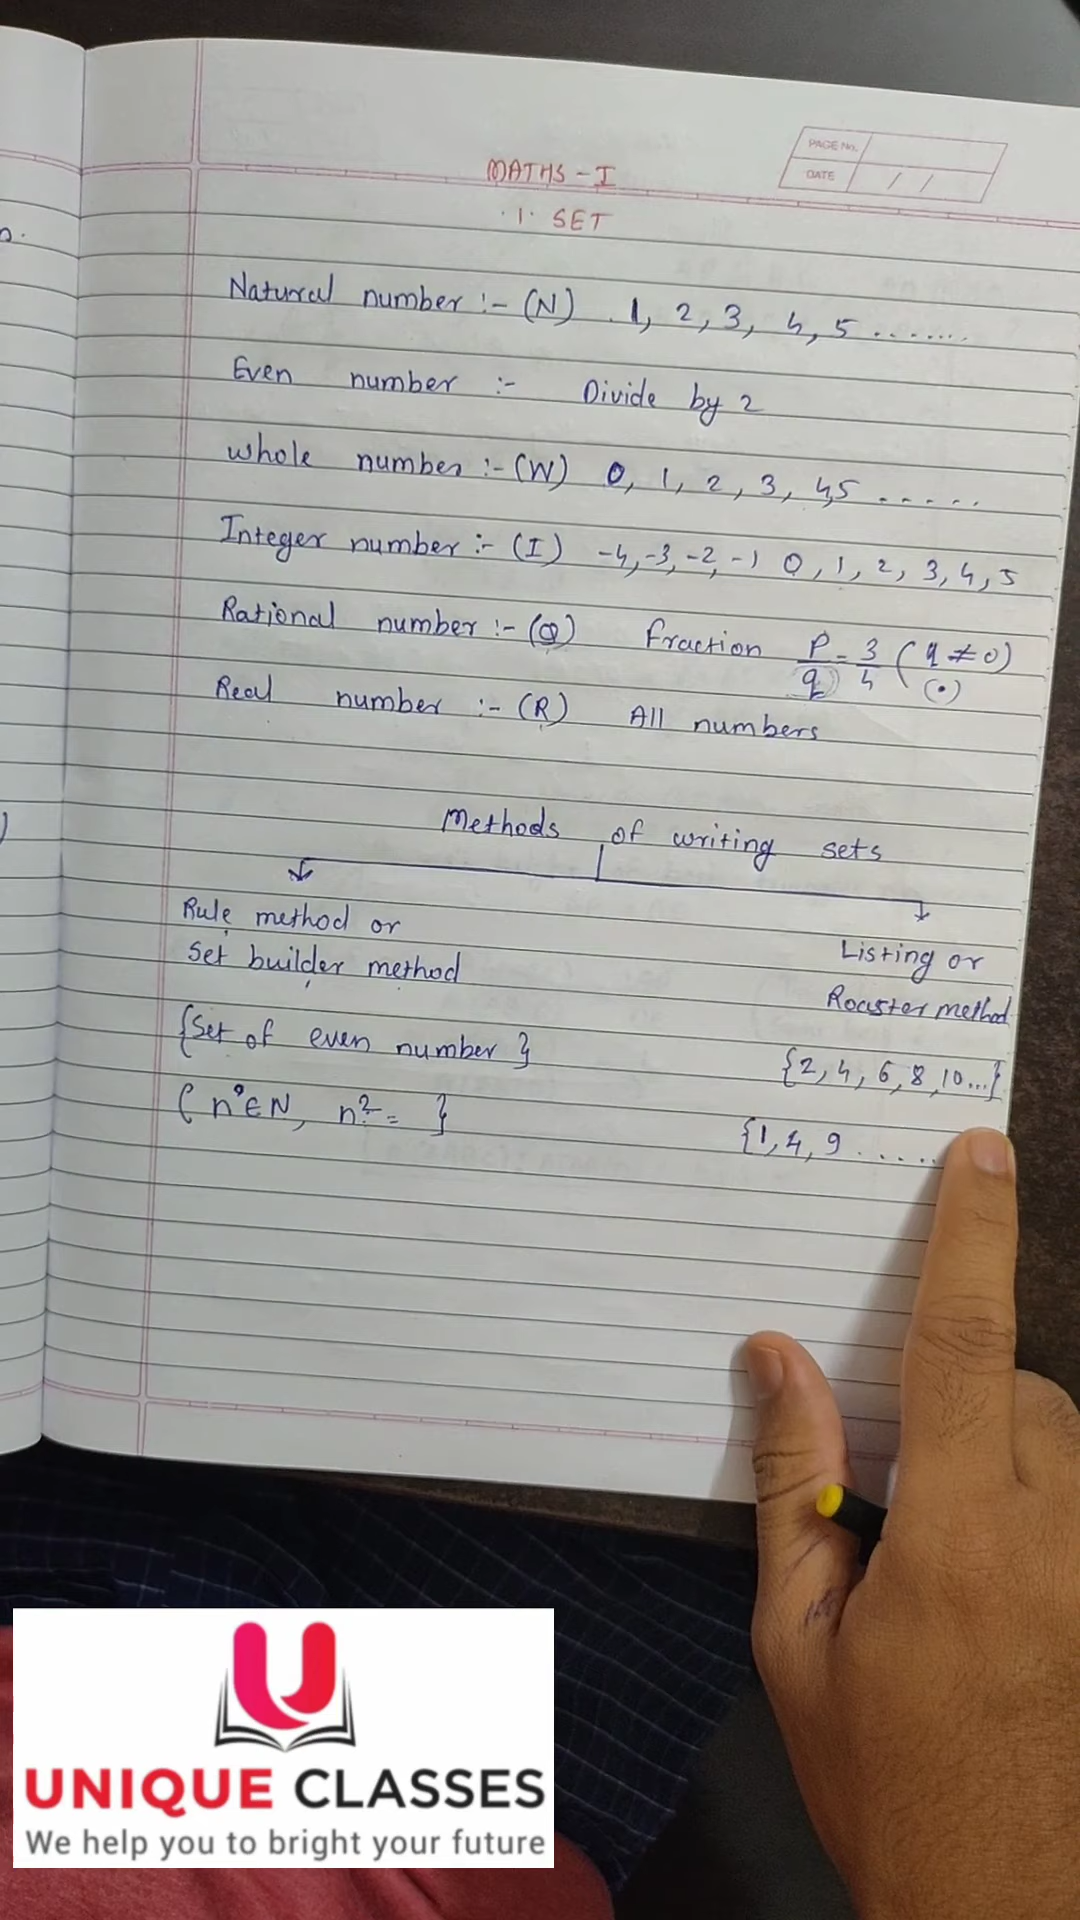 PAGE No.
DATE / /
MATHS - I
1. SET
Natural number :- (N) 1, 2, 3, 4, 5 .......
Even number :- Divide by 2
whole number :- (W) 0, 1, 2, 3, 4,5 .....
Integer number :- (I) -4, -3, -2, -1 0, 1, 2, 3, 4, 5
Rational number :- (Q) fraction P/q = 3/4 (q ≠ 0)
(•)
Real number :- (R) All numbers
Methods of writing sets
Rule method or
Set builder method
Listing or
Roaster method
{Set of even number }
{2, 4, 6, 8, 10...}
{ n°∈N, n² = }
{1, 4, 9 ......
UNIQUE CLASSES
We help you to bright your future